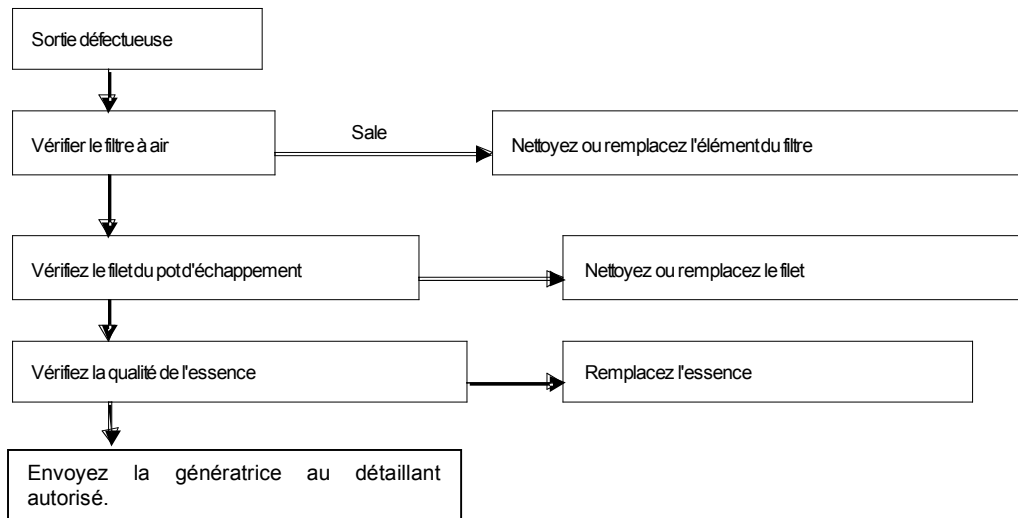 Sortie défectueuse
Vérifier le filtre à air
Sale
Nettoyez ou remplacez l'élément du filtre
Vérifiez le filet du pot d'échappement
Nettoyez ou remplacez le filet
Vérifiez la qualité de l'essence
Remplacez l'essence
Envoyez la génératrice au détaillant
autorisé.